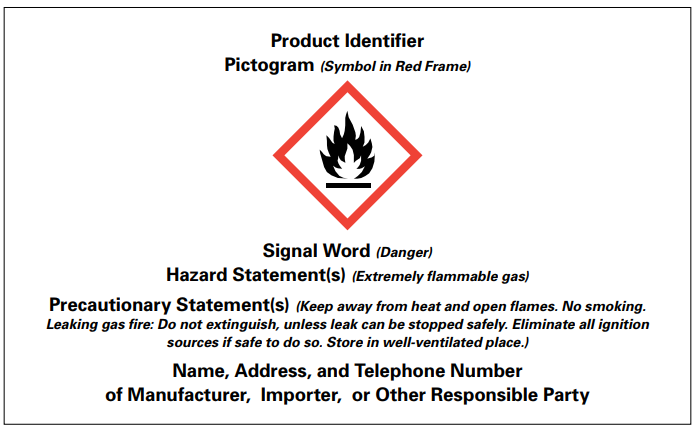 Product Identifier
Pictogram (Symbol in Red Frame)
Signal Word (Danger)
Hazard Statement(s) (Extremely flammable gas)
Precautionary Statement(s) (Keep away from heat and open flames. No smoking.
Leaking gas fire: Do not extinguish, unless leak can be stopped safely. Eliminate all ignition
sources if safe to do so. Store in well-ventilated place.)
Name, Address, and Telephone Number
of Manufacturer, Importer, or Other Responsible Party